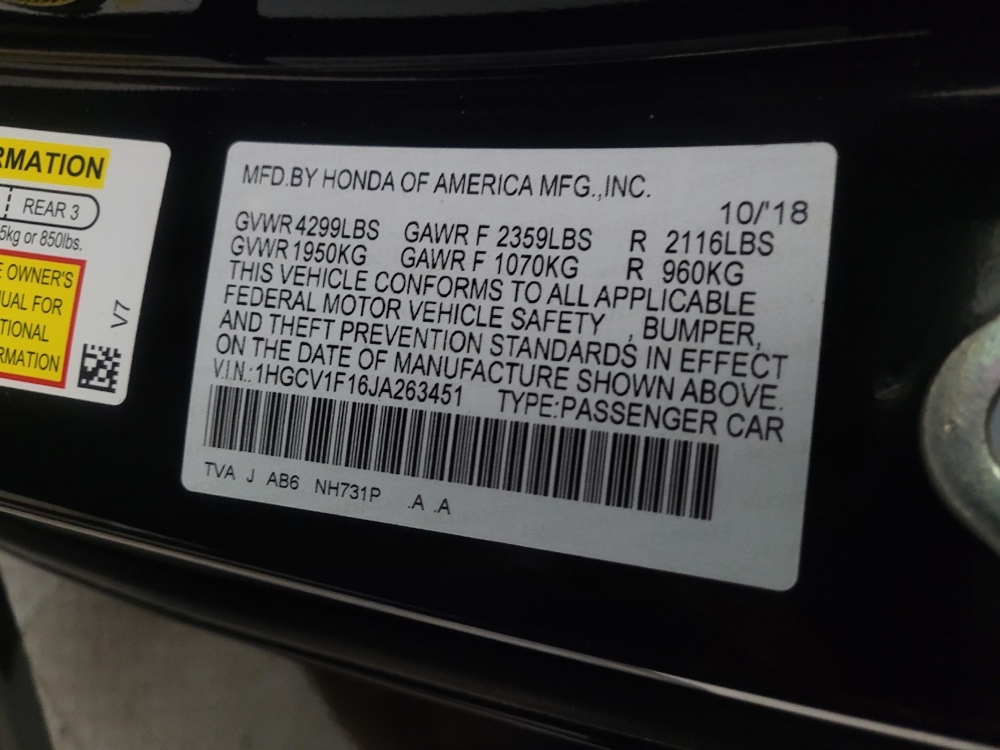 RMATION
REAR 3
5kg or 850lbs.
E OWNER'S
UAL FOR
TIONAL
RMATION
V7
MFD.BY HONDA OF AMERICA MFG.,INC.
10/'18
GVWR 4299LBS GAWR F 2359LBS R 2116LBS
GVWR 1950KG GAWR F 1070KG R 960KG
THIS VEHICLE CONFORMS TO ALL APPLICABLE
FEDERAL MOTOR VEHICLE SAFETY , BUMPER,
AND THEFT PREVENTION STANDARDS IN EFFECT
ON THE DATE OF MANUFACTURE SHOWN ABOVE.
V.I.N.:1HGCV1F16JA263451 TYPE:PASSENGER CAR
TVA J AB6 NH731P .A .A